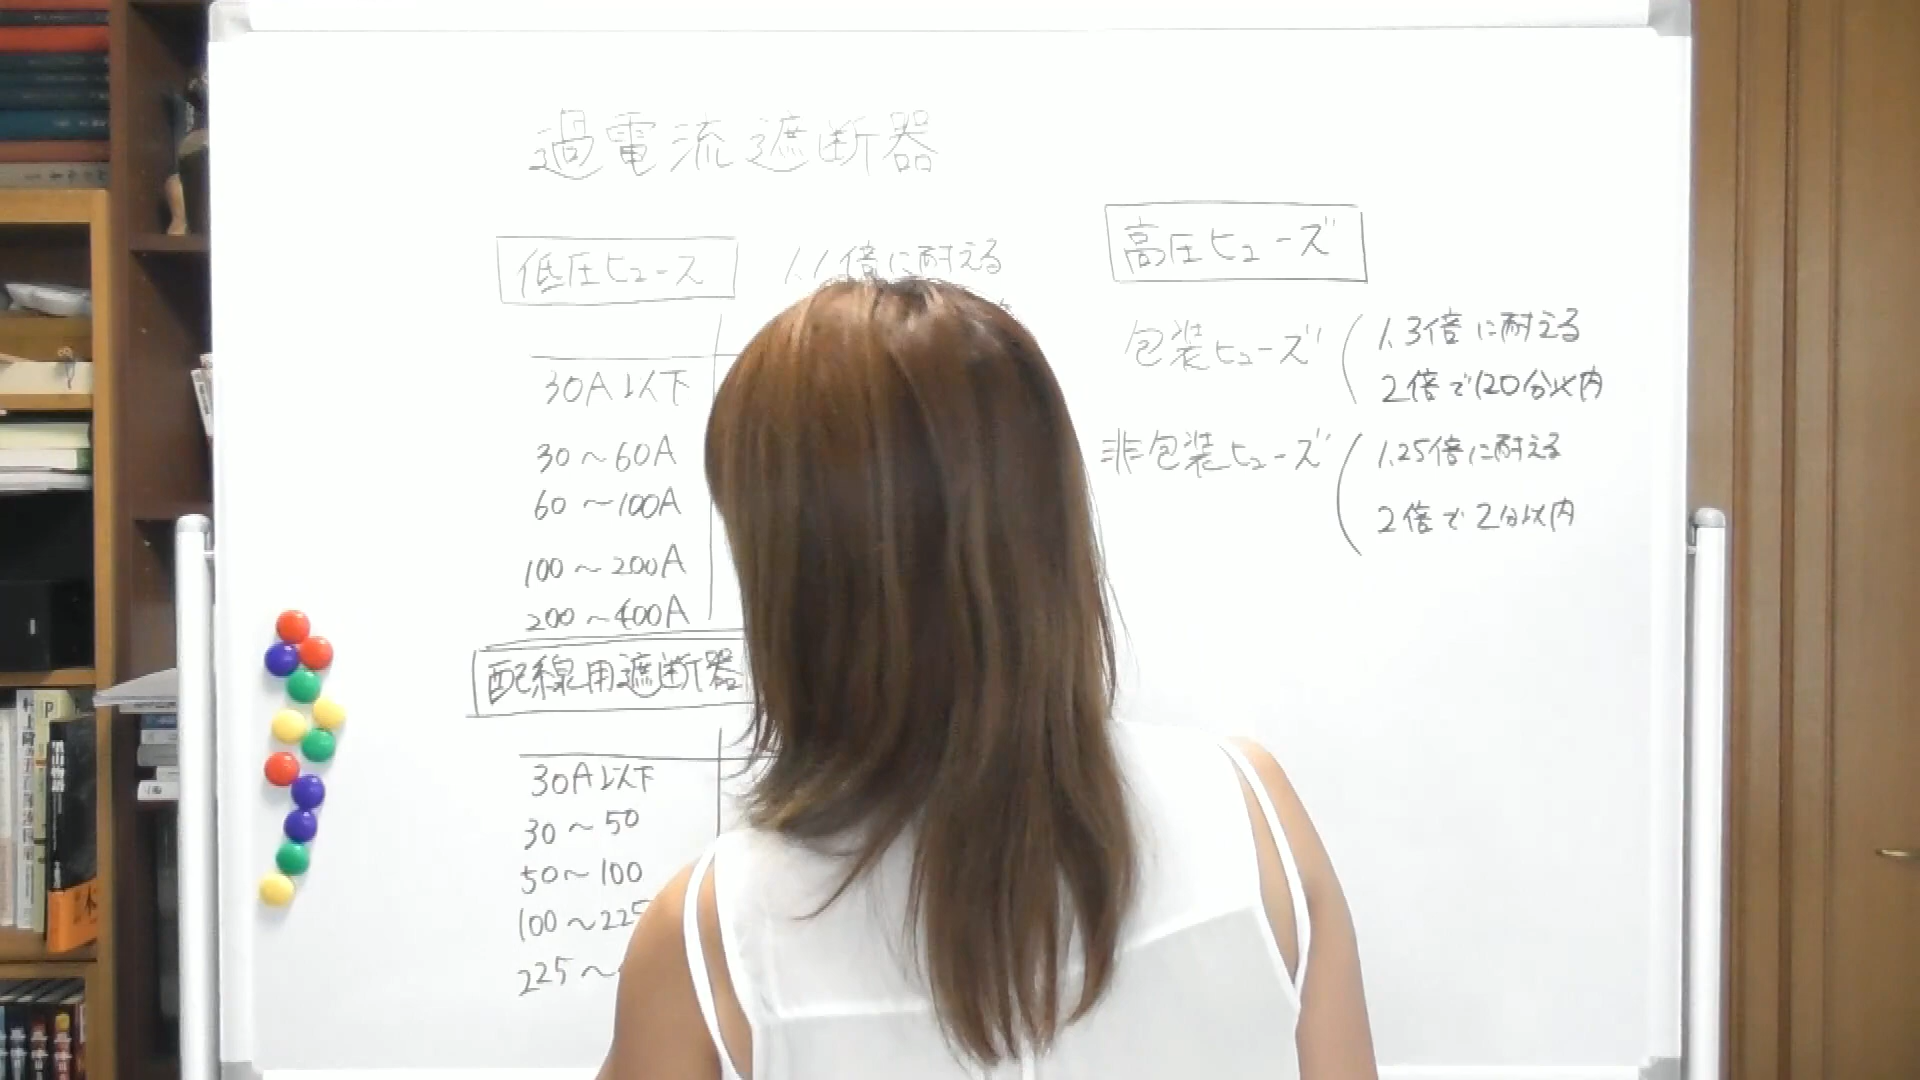 過電流遮断器
低圧ヒューズ
1.1倍に耐える
30A以下
30～60A
60～100A
100～200A
200～400A
配線用遮断器
30A以下
30～50
50～100
100～225
225～
高圧ヒューズ
包装ヒューズ
1.3倍に耐える
2倍で120分以内
非包装ヒューズ
1.25倍に耐える
2倍で2分以内